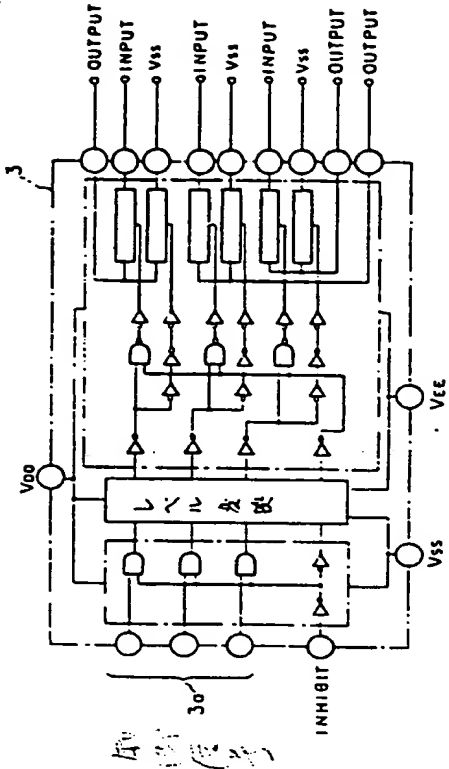 OUTPUT
INPUT
Vss
INPUT
Vss
INPUT
Vss
OUTPUT
OUTPUT
3
VDD
レベル変換
VEE
Vss
3a
INHIBIT